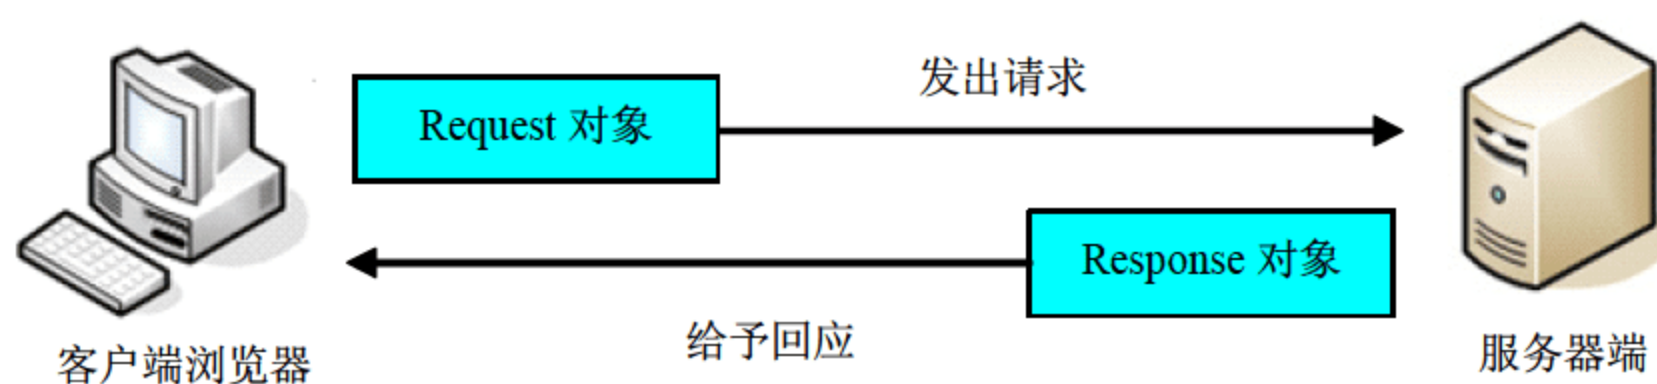 发出请求
Request 对象
Response 对象
给予回应
客户端浏览器
服务器端